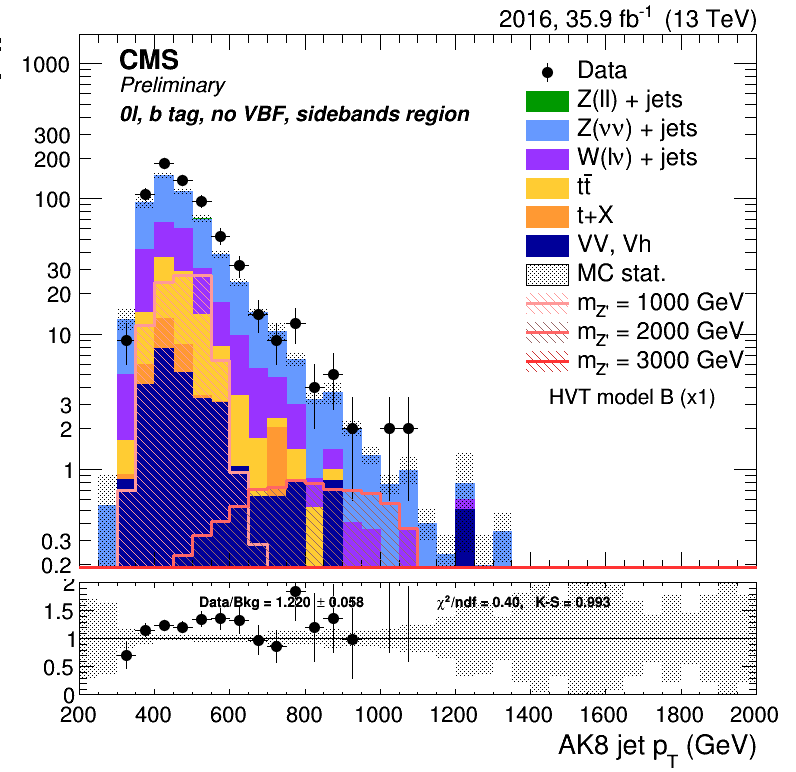 2016, 35.9 fb⁻¹ (13 TeV)
CMS
Preliminary
0l, b tag, no VBF, sidebands region
Data
Z(ll) + jets
Z(νν) + jets
W(lν) + jets
tt̄
t+X
VV, Vh
MC stat.
m_Z' = 1000 GeV
m_Z' = 2000 GeV
m_Z' = 3000 GeV
HVT model B (x1)
1000
300
200
100
30
20
10
3
2
1
0.3
0.2
Data/Bkg = 1.220 ± 0.058
χ²/ndf = 0.40, K-S = 0.993
2
1.5
1
0.5
0
200 400 600 800 1000 1200 1400 1600 1800 2000
AK8 jet p_T (GeV)